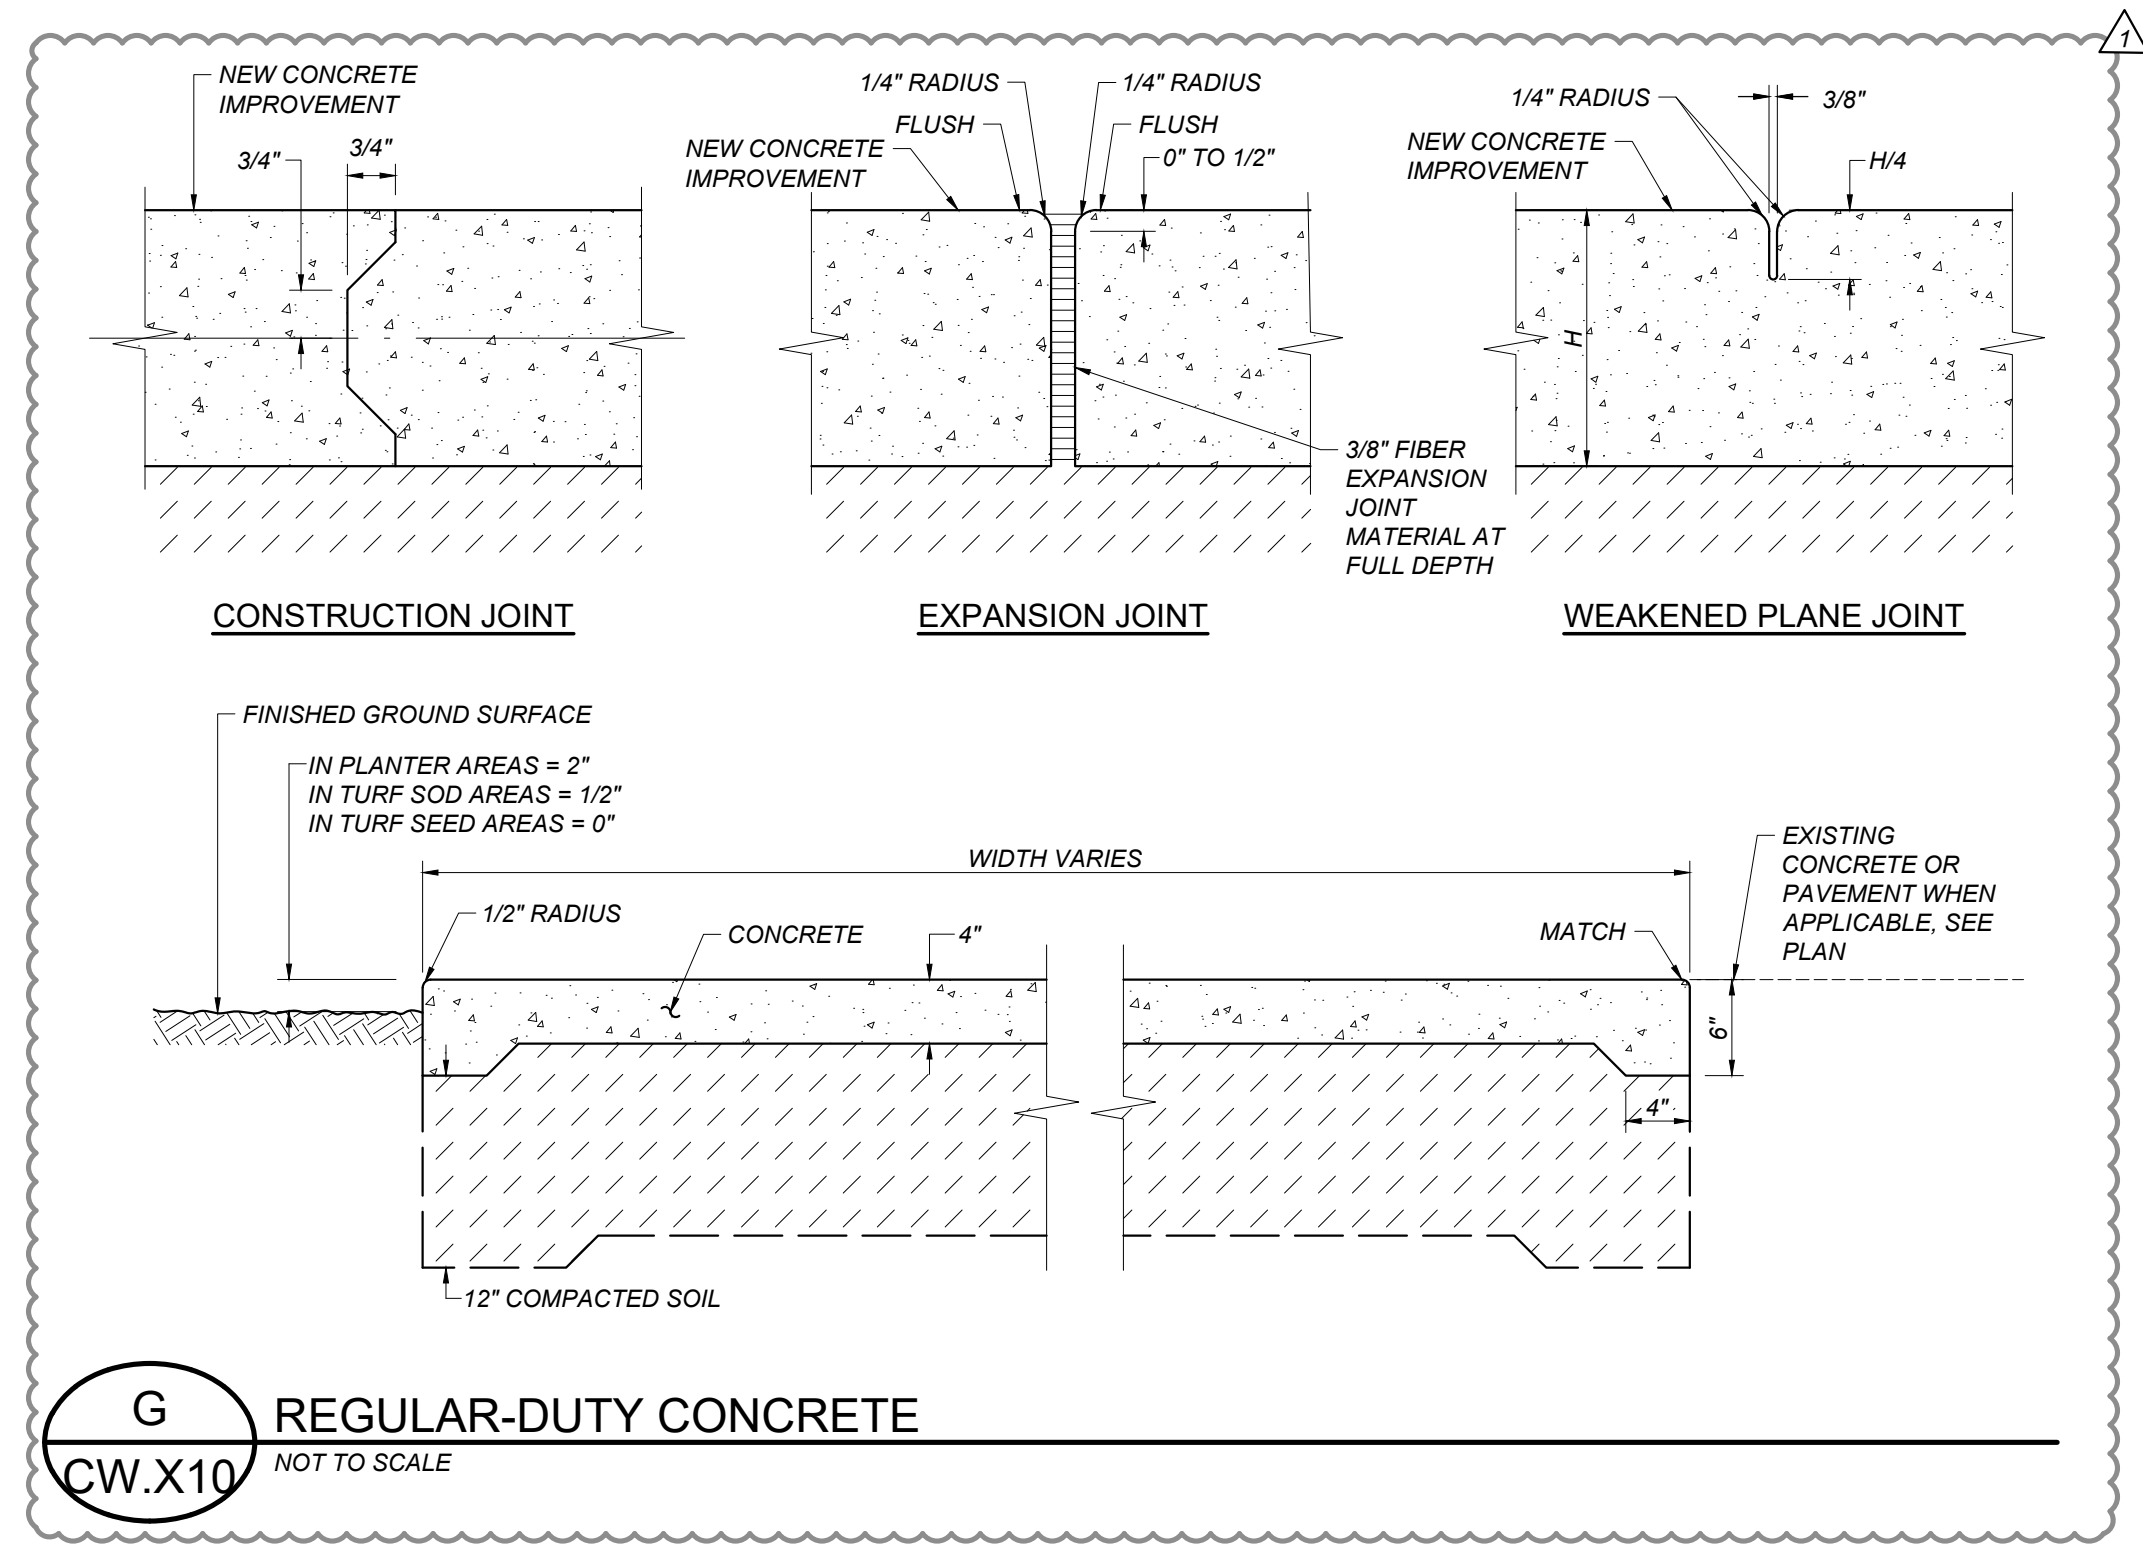 1
NEW CONCRETE
IMPROVEMENT
3/4"
3/4"
CONSTRUCTION JOINT
1/4" RADIUS
1/4" RADIUS
FLUSH
FLUSH
NEW CONCRETE
IMPROVEMENT
0" TO 1/2"
3/8" FIBER
EXPANSION
JOINT
MATERIAL AT
FULL DEPTH
EXPANSION JOINT
1/4" RADIUS
3/8"
NEW CONCRETE
IMPROVEMENT
H/4
H
WEAKENED PLANE JOINT
FINISHED GROUND SURFACE
IN PLANTER AREAS = 2"
IN TURF SOD AREAS = 1/2"
IN TURF SEED AREAS = 0"
WIDTH VARIES
EXISTING
CONCRETE OR
PAVEMENT WHEN
APPLICABLE, SEE
PLAN
1/2" RADIUS
CONCRETE
4"
MATCH
6"
4"
12" COMPACTED SOIL
G
CW.X10
REGULAR-DUTY CONCRETE
NOT TO SCALE